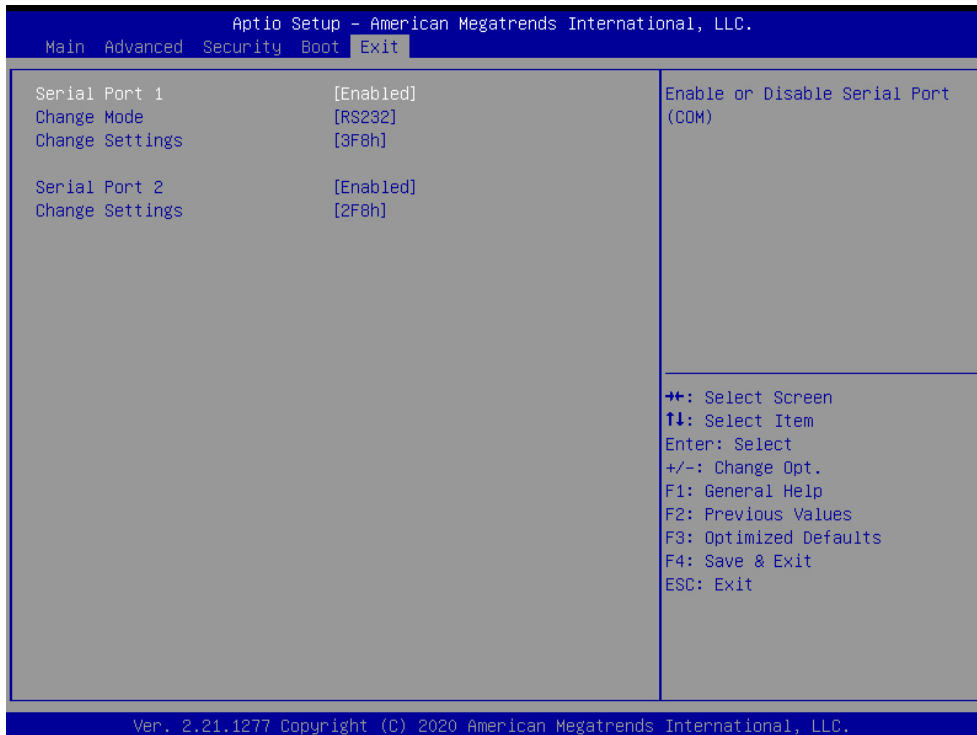 Aptio Setup – American Megatrends International, LLC.
Main Advanced Security Boot Exit
Serial Port 1 [Enabled]
Change Mode [RS232]
Change Settings [3F8h]
Serial Port 2 [Enabled]
Change Settings [2F8h]
Enable or Disable Serial Port
(COM)
→←: Select Screen
↑↓: Select Item
Enter: Select
+/-: Change Opt.
F1: General Help
F2: Previous Values
F3: Optimized Defaults
F4: Save & Exit
ESC: Exit
Ver. 2.21.1277 Copyright (C) 2020 American Megatrends International, LLC.